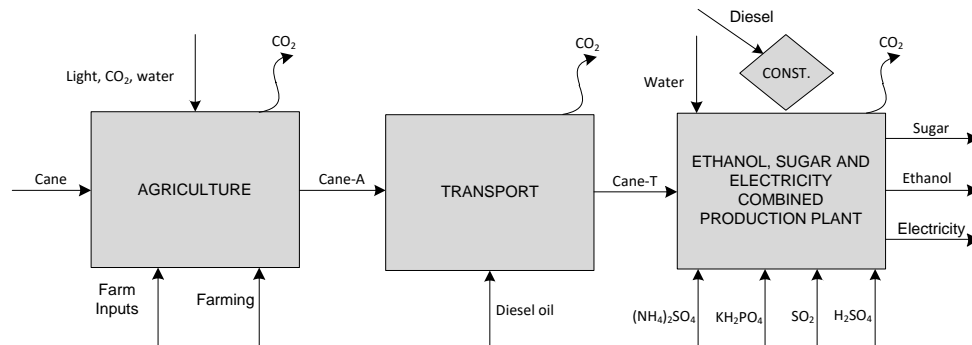 Diesel
CO₂
CO₂
CO₂
Light, CO₂, water
Water
CONST.
Sugar
Cane
AGRICULTURE
Cane-A
TRANSPORT
Cane-T
ETHANOL, SUGAR AND
ELECTRICITY
COMBINED
PRODUCTION PLANT
Ethanol
Electricity
Farm
Inputs
Farming
Diesel oil
(NH₄)₂SO₄
KH₂PO₄
SO₂
H₂SO₄